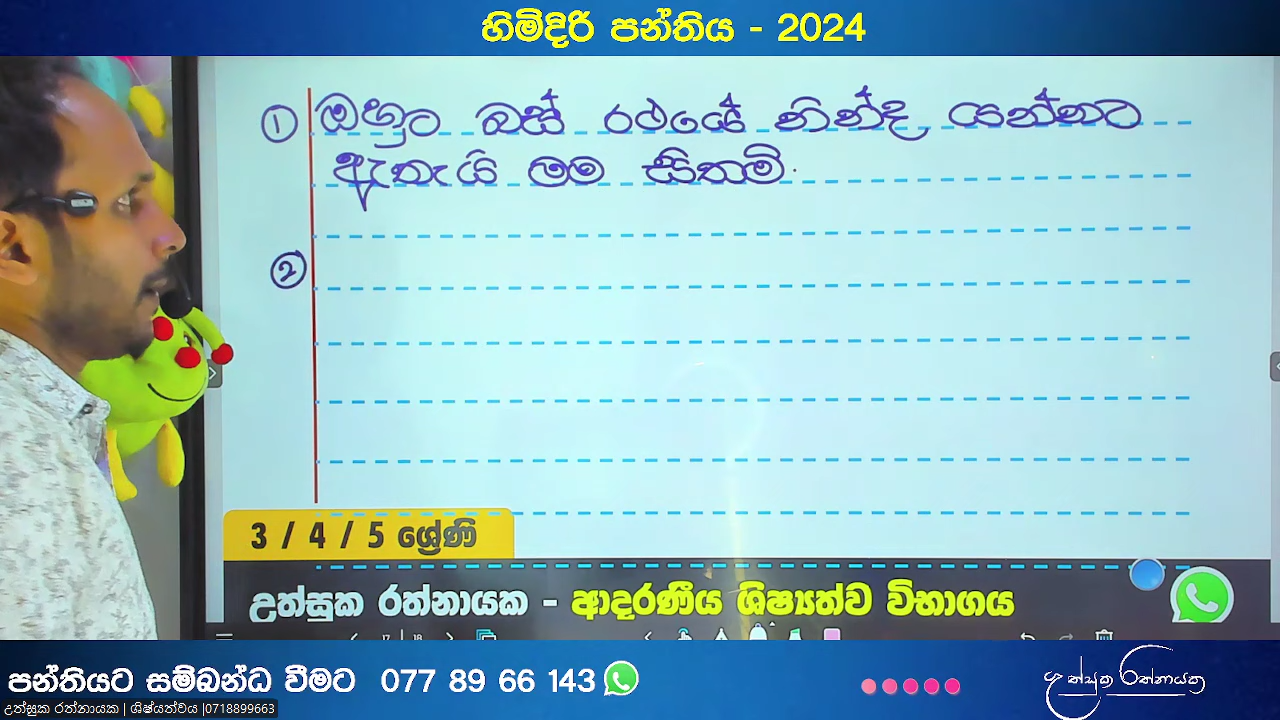 හිමිදිරි පන්තිය - 2024
① ඔහුට බස් රථයේ නින්ද යන්නට
ඇතැයි මම සිතමි.
②
3 / 4 / 5 ශ්‍රේණි
උත්සුක රත්නායක - ආදරණීය ශිෂ්‍යත්ව විභාගය
පන්තියට සම්බන්ධ වීමට 077 89 66 143
උත්සුක රත්නායක
උත්සුක රත්නායක | ශිෂ්යත්වය |0718899663